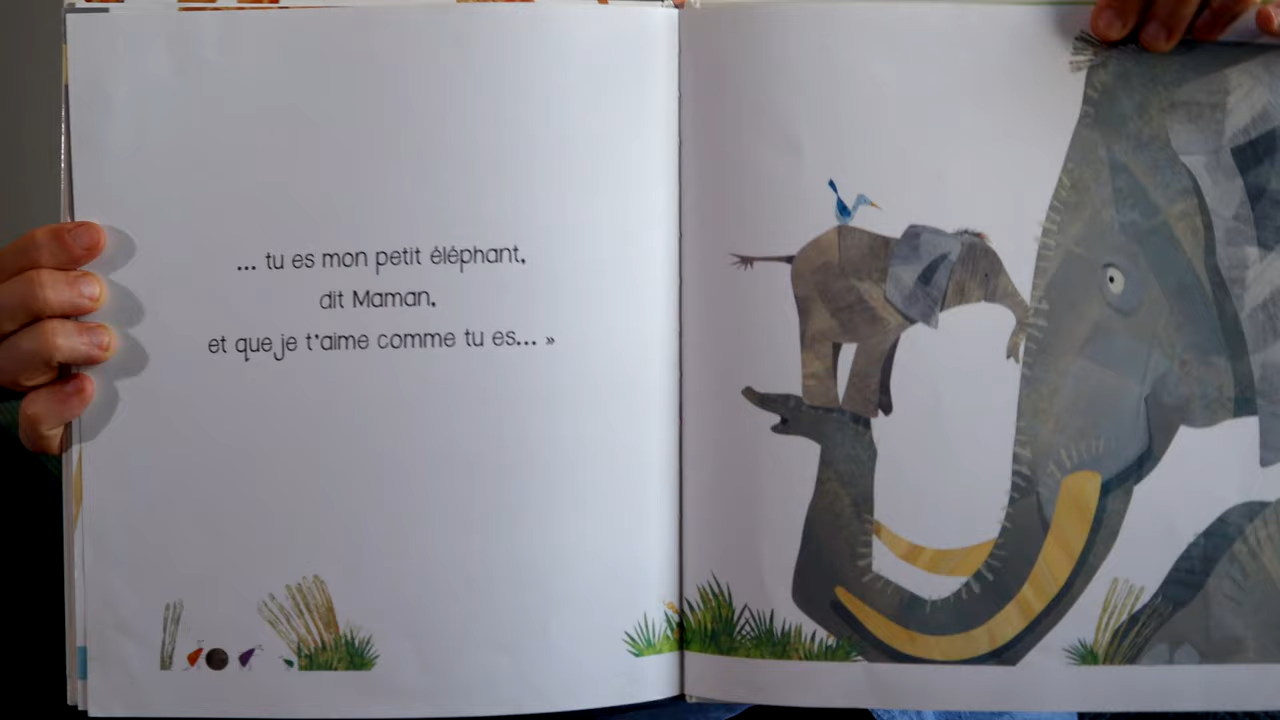 ... tu es mon petit éléphant,
dit Maman,
et que je t'aime comme tu es... »